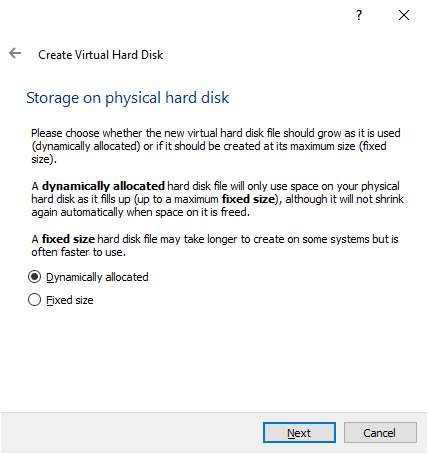 ?
Create Virtual Hard Disk
Storage on physical hard disk
Please choose whether the new virtual hard disk file should grow as it is used
(dynamically allocated) or if it should be created at its maximum size (fixed
size).
A dynamically allocated hard disk file will only use space on your physical
hard disk as it fills up (up to a maximum fixed size), although it will not shrink
again automatically when space on it is freed.
A fixed size hard disk file may take longer to create on some systems but is
often faster to use.
Dynamically allocated
Fixed size
Next
Cancel